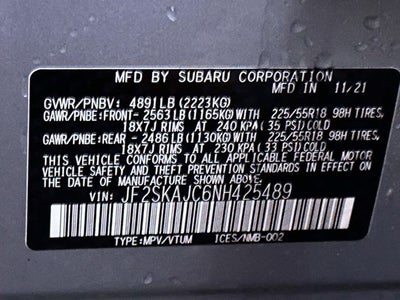 MFD BY SUBARU CORPORATION
MFD IN 11/21
GVWR/PNBV: 4891LB(2223KG)
GAWR/PNBE:FRONT-2563LB(1165KG) WITH 225/55R18 98H TIRES,
18X7J RIMS AT 240 KPA (35 PSI)COLD
GAWR/PNBE:REAR -2486LB(1130KG) WITH 225/55R18 98H TIRES,
18X7J RIMS AT 230 KPA (33 PSI)COLD
THIS VEHICLE CONFORMS TO ALL APPLICABLE FEDERAL MOTOR
VEHICLE SAFETY, BUMPER, AND THEFT PREVENTION STANDARDS
IN EFFECT ON THE DATE OF MANUFACTURE SHOWN ABOVE.
VIN: JF2SKAJC6NH425489
TYPE:MPV/VTUM ICES/NMB-002